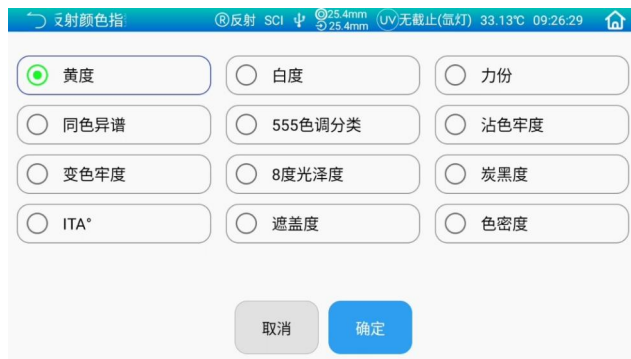 反射颜色指 ®反射 SCI 25.4mm 25.4mm UV无截止(氙灯) 33.13℃ 09:26:29
黄度 白度 力份
同色异谱 555色调分类 沾色牢度
变色牢度 8度光泽度 炭黑度
ITA° 遮盖度 色密度
取消 确定